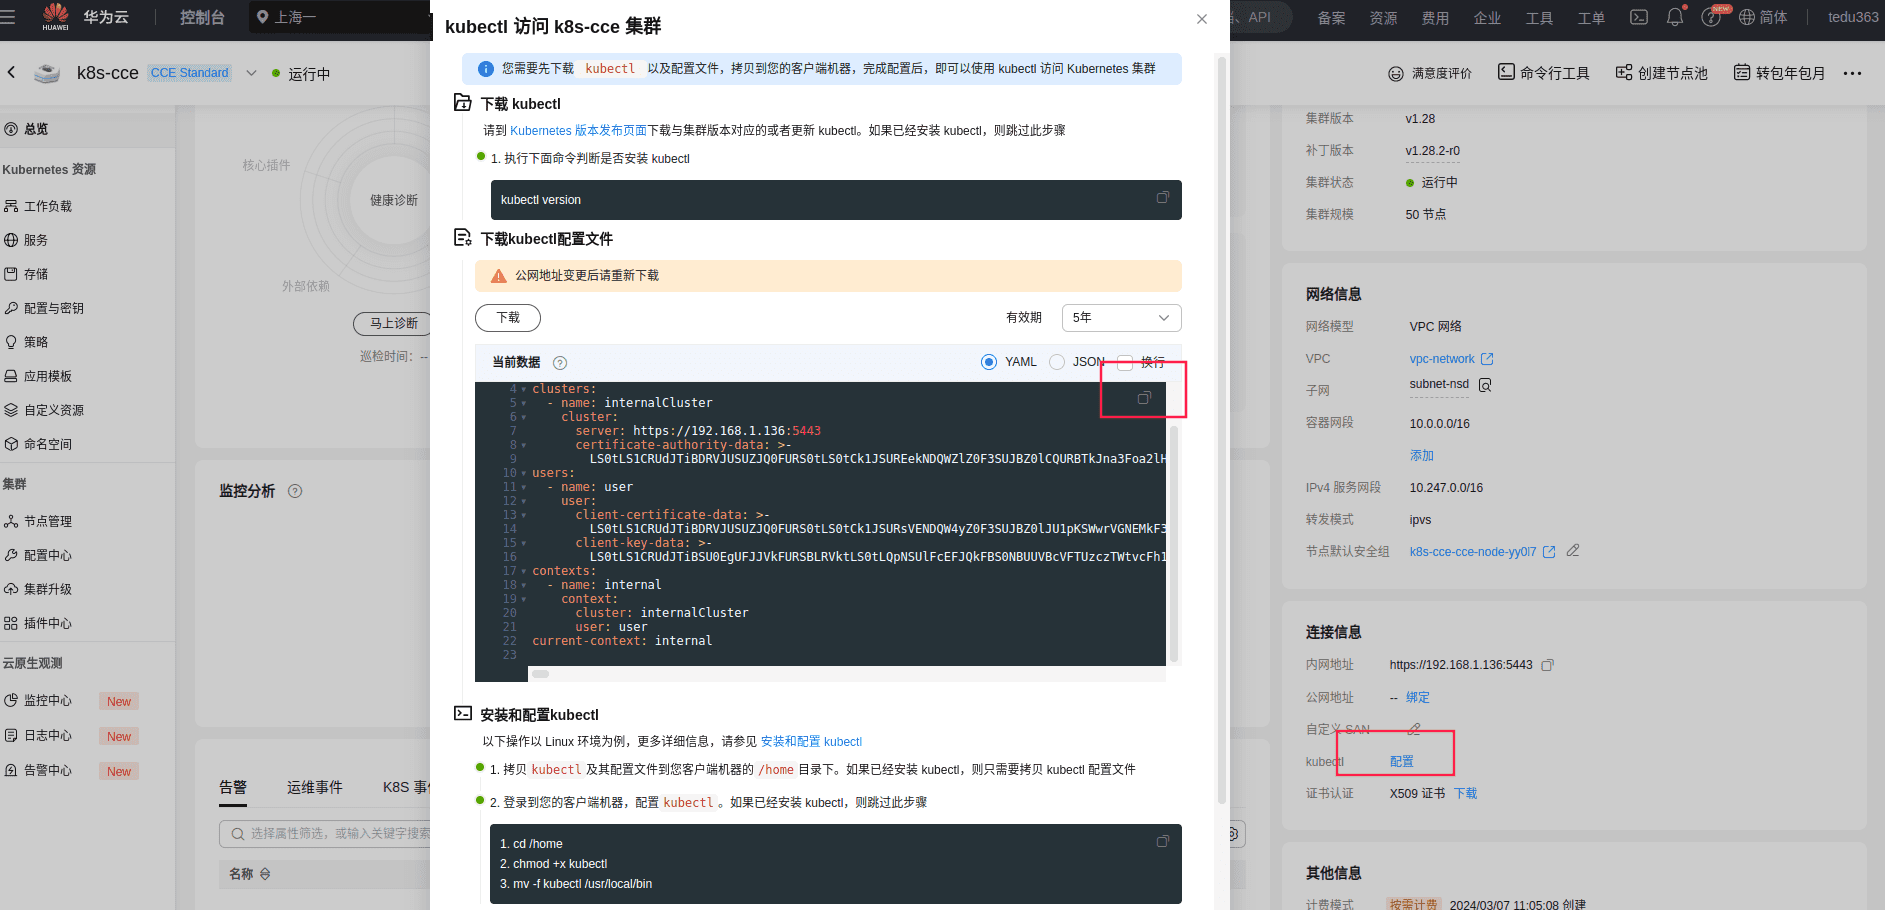 HUAWEI
华为云
控制台
上海一
kubectl 访问 k8s-cce 集群
、API
备案
资源
费用
企业
工具
工单
NEW
简体
tedu363
k8s-cce
CCE Standard
运行中
满意度评价
命令行工具
创建节点池
转包年包月
总览
Kubernetes 资源
工作负载
服务
存储
配置与密钥
策略
应用模板
自定义资源
命名空间
集群
节点管理
配置中心
集群升级
插件中心
云原生观测
监控中心 New
日志中心 New
告警中心 New
核心插件
健康诊断
外部依赖
马上诊断
巡检时间：--
监控分析
告警
运维事件
K8S 事
选择属性筛选，或输入关键字搜索
名称
您需要先下载 kubectl 以及配置文件，拷贝到您的客户端机器，完成配置后，即可以使用 kubectl 访问 Kubernetes 集群
下载 kubectl
请到 Kubernetes 版本发布页面下载与集群版本对应的或者更新 kubectl。如果已经安装 kubectl，则跳过此步骤
1. 执行下面命令判断是否安装 kubectl
kubectl version
下载kubectl配置文件
公网地址变更后请重新下载
下载
有效期
5年
当前数据
YAML
JSON
换行
4 clusters:
5 - name: internalCluster
6 cluster:
7 server: https://192.168.1.136:5443
8 certificate-authority-data: >-
9 LS0tLS1CRUdJTiBDRVJUSUZJQ0FURS0tLS0tCk1JSUREekNDQWZlZ0F3SUJBZ0lCQURBTkJna3Foa2lH
10 users:
11 - name: user
12 user:
13 client-certificate-data: >-
14 LS0tLS1CRUdJTiBDRVJUSUZJQ0FURS0tLS0tCk1JSURsVENDQW4yZ0F3SUJBZ0lJU1pKSWwrVGNEMkF3
15 client-key-data: >-
16 LS0tLS1CRUdJTiBSU0EgUFJJVkFURSBLRVktLS0tLQpNSUlFcEFJQkFBS0NBUUVBcVFTUzczTWtvcFh1
17 contexts:
18 - name: internal
19 context:
20 cluster: internalCluster
21 user: user
22 current-context: internal
23
安装和配置kubectl
以下操作以 Linux 环境为例，更多详细信息，请参见 安装和配置 kubectl
1. 拷贝 kubectl 及其配置文件到您客户端机器的 /home 目录下。如果已经安装 kubectl，则只需要拷贝 kubectl 配置文件
2. 登录到您的客户端机器，配置 kubectl 。如果已经安装 kubectl，则跳过此步骤
1. cd /home
2. chmod +x kubectl
3. mv -f kubectl /usr/local/bin
集群版本 v1.28
补丁版本 v1.28.2-r0
集群状态 运行中
集群规模 50 节点
网络信息
网络模型 VPC 网络
VPC vpc-network
子网 subnet-nsd
容器网段 10.0.0.0/16
添加
IPv4 服务网段 10.247.0.0/16
转发模式 ipvs
节点默认安全组 k8s-cce-cce-node-yy0l7
连接信息
内网地址 https://192.168.1.136:5443
公网地址 -- 绑定
自定义 SAN
kubectl 配置
证书认证 X509 证书 下载
其他信息
计费模式 按需计费 2024/03/07 11:05:08 创建